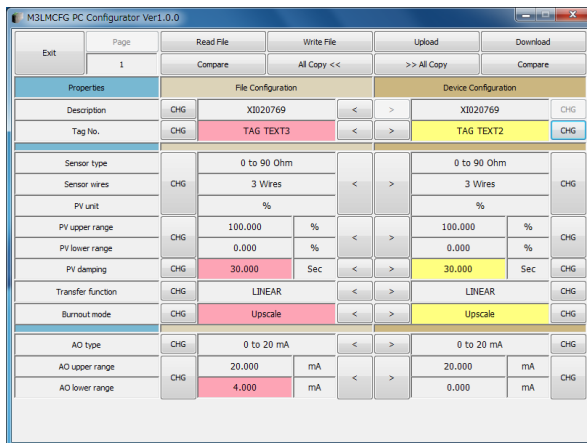 M3LMCFG PC Configurator Ver1.0.0
Exit Page Read File Write File Upload Download
1 Compare All Copy << >> All Copy Compare
Properties File Configuration Device Configuration
Description CHG XI020769 < > XI020769 CHG
Tag No. CHG TAG TEXT3 < > TAG TEXT2 CHG
Sensor type 0 to 90 Ohm 0 to 90 Ohm
Sensor wires CHG 3 Wires < > 3 Wires CHG
PV unit % %
PV upper range CHG 100.000 % < > 100.000 % CHG
PV lower range 0.000 % 0.000 %
PV damping CHG 30.000 Sec < > 30.000 Sec CHG
Transfer function CHG LINEAR < > LINEAR CHG
Burnout mode CHG Upscale < > Upscale CHG
AO type CHG 0 to 20 mA < > 0 to 20 mA CHG
AO upper range CHG 20.000 mA < > 20.000 mA CHG
AO lower range 4.000 mA 0.000 mA